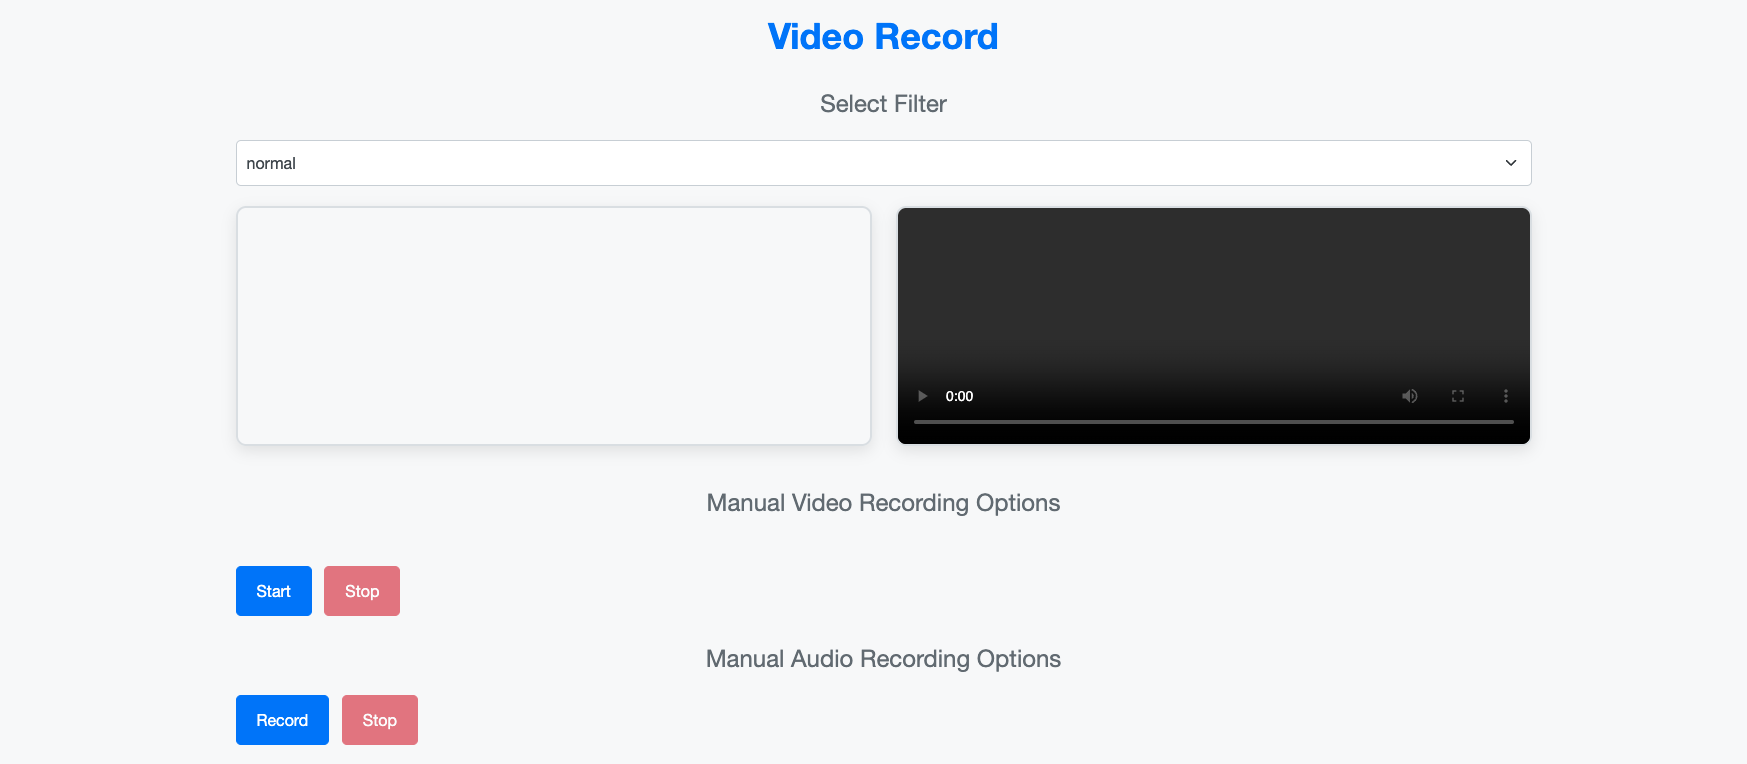 Video Record
Select Filter
normal
0:00
Manual Video Recording Options
Start Stop
Manual Audio Recording Options
Record Stop